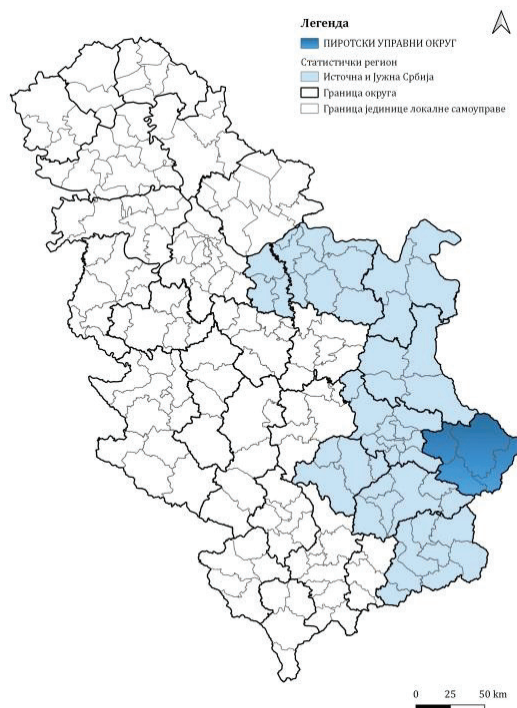 Легенда
ПИРОТСКИ УПРАВНИ ОКРУГ
Статистички регион
Источна и Јужна Србија
Граница округа
Граница јединице локалне самоуправе
0 25 50 km